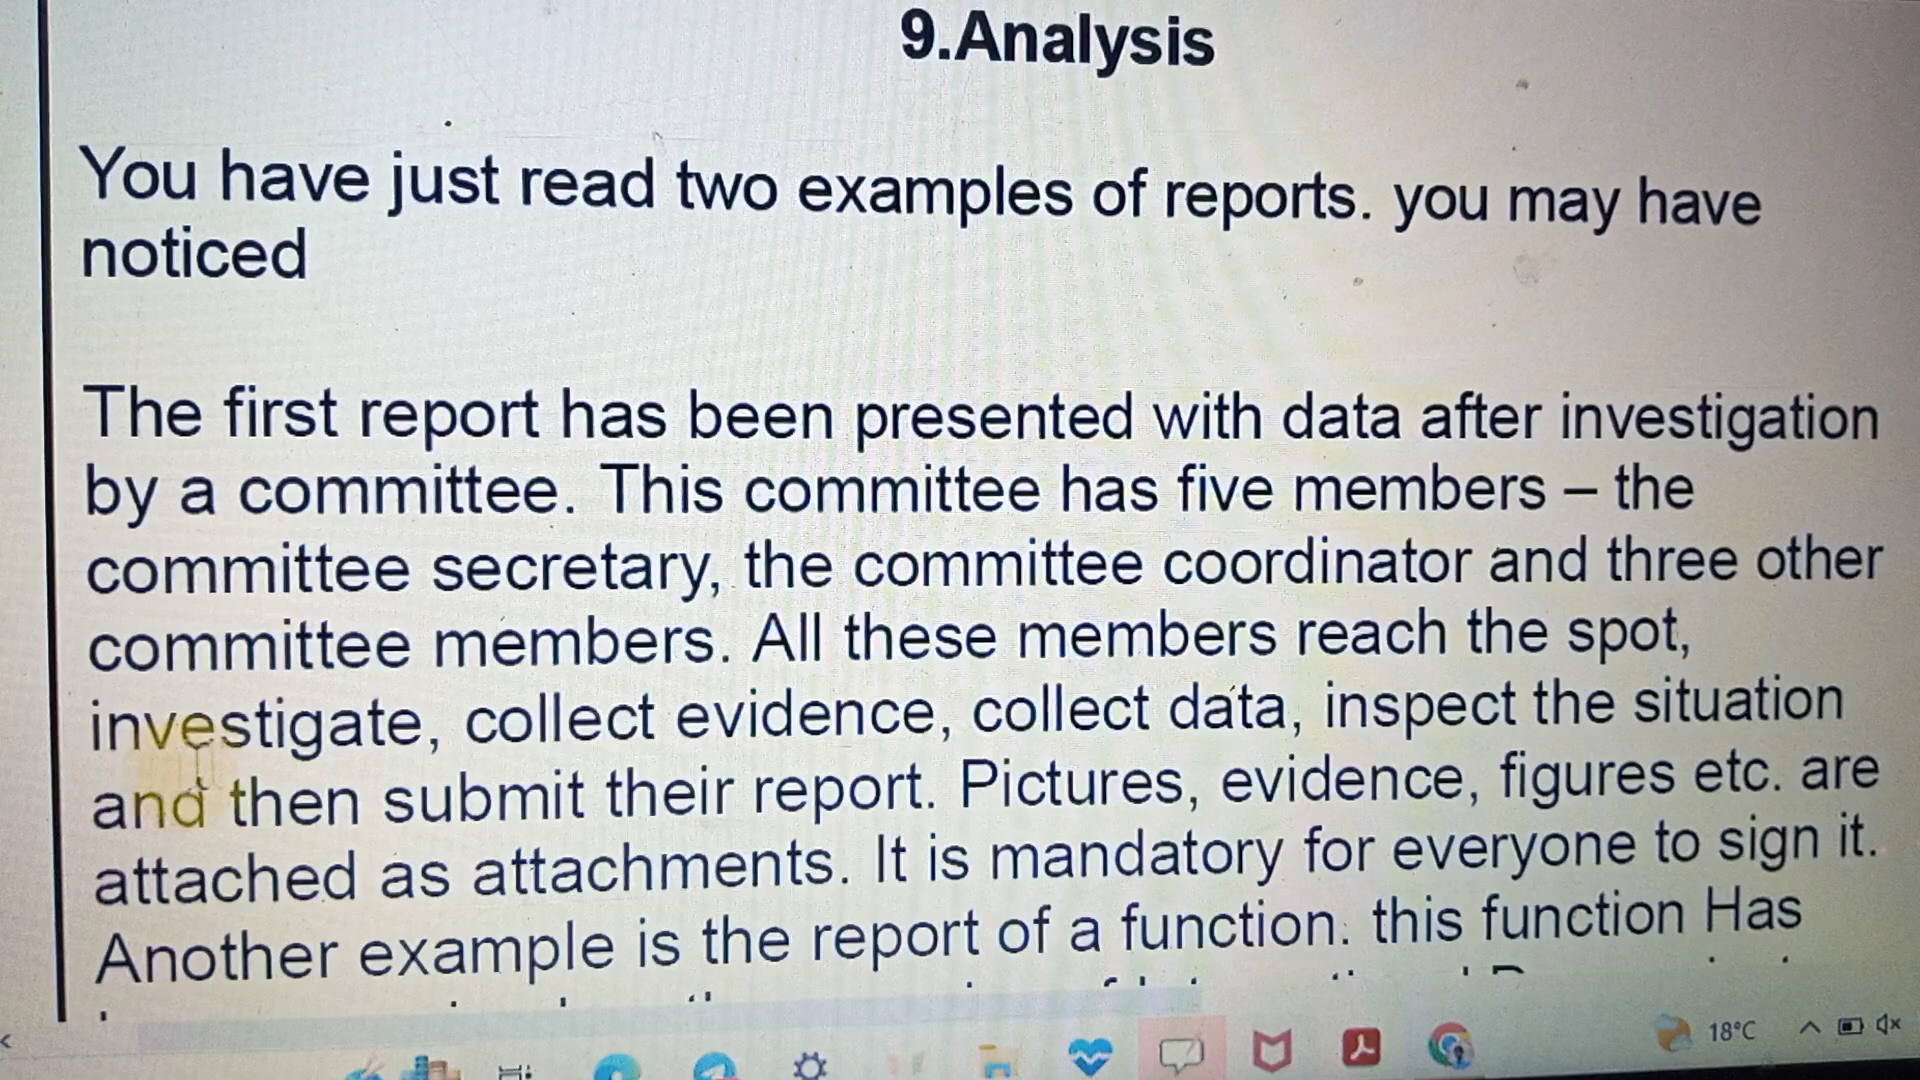 9.Analysis
You have just read two examples of reports. you may have
noticed
The first report has been presented with data after investigation
by a committee. This committee has five members – the
committee secretary, the committee coordinator and three other
committee members. All these members reach the spot,
investigate, collect evidence, collect data, inspect the situation
and then submit their report. Pictures, evidence, figures etc. are
attached as attachments. It is mandatory for everyone to sign it.
Another example is the report of a function. this function Has
18°C